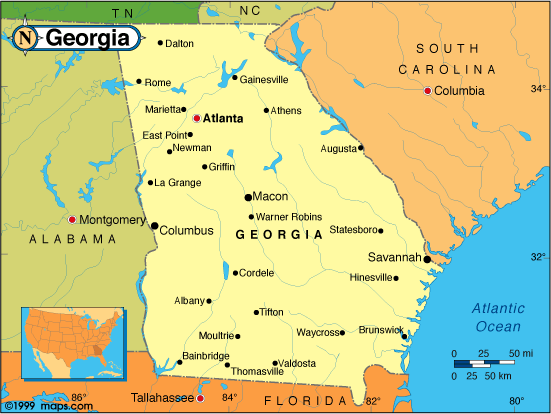 TN
NC
N
Georgia
Dalton
SOUTH
CAROLINA
Rome
Gainesville
34°
Columbia
Marietta
Athens
Atlanta
East Point
Newman
Augusta
Griffin
La Grange
Macon
Montgomery
Warner Robins
Columbus
Statesboro
GEORGIA
ALABAMA
Savannah
32°
Cordele
Hinesville
Albany
Tifton
Atlantic
Ocean
Moultrie
Waycross
Brunswick
Bainbridge
Valdosta
Thomasville
0 25 50 mi
0 25 50 km
86°
Tallahassee
84°
FLORIDA
82°
80°
©1999 maps.com